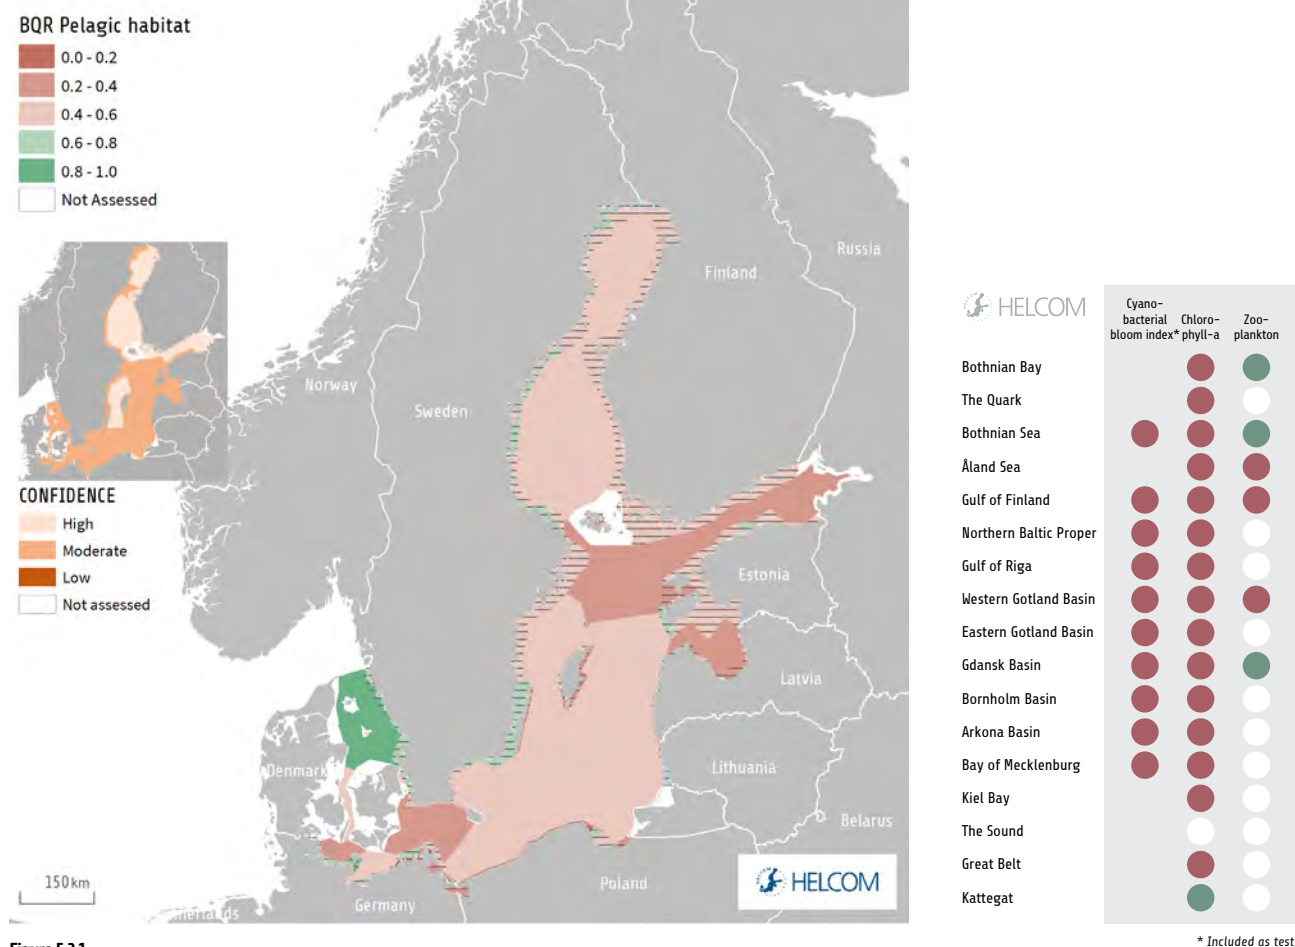 BQR Pelagic habitat
0.0 - 0.2
0.2 - 0.4
0.4 - 0.6
0.6 - 0.8
0.8 - 1.0
Not Assessed
CONFIDENCE
High
Moderate
Low
Not assessed
Norway
Sweden
Finland
Russia
Estonia
Latvia
Lithuania
Belarus
Denmark
Germany
Poland
150 km
HELCOM
HELCOM
Cyano-
bacterial
bloom index*
Chloro-
phyll-a
Zoo-
plankton
Bothnian Bay
The Quark
Bothnian Sea
Åland Sea
Gulf of Finland
Northern Baltic Proper
Gulf of Riga
Western Gotland Basin
Eastern Gotland Basin
Gdansk Basin
Bornholm Basin
Arkona Basin
Bay of Mecklenburg
Kiel Bay
The Sound
Great Belt
Kattegat
* Included as test